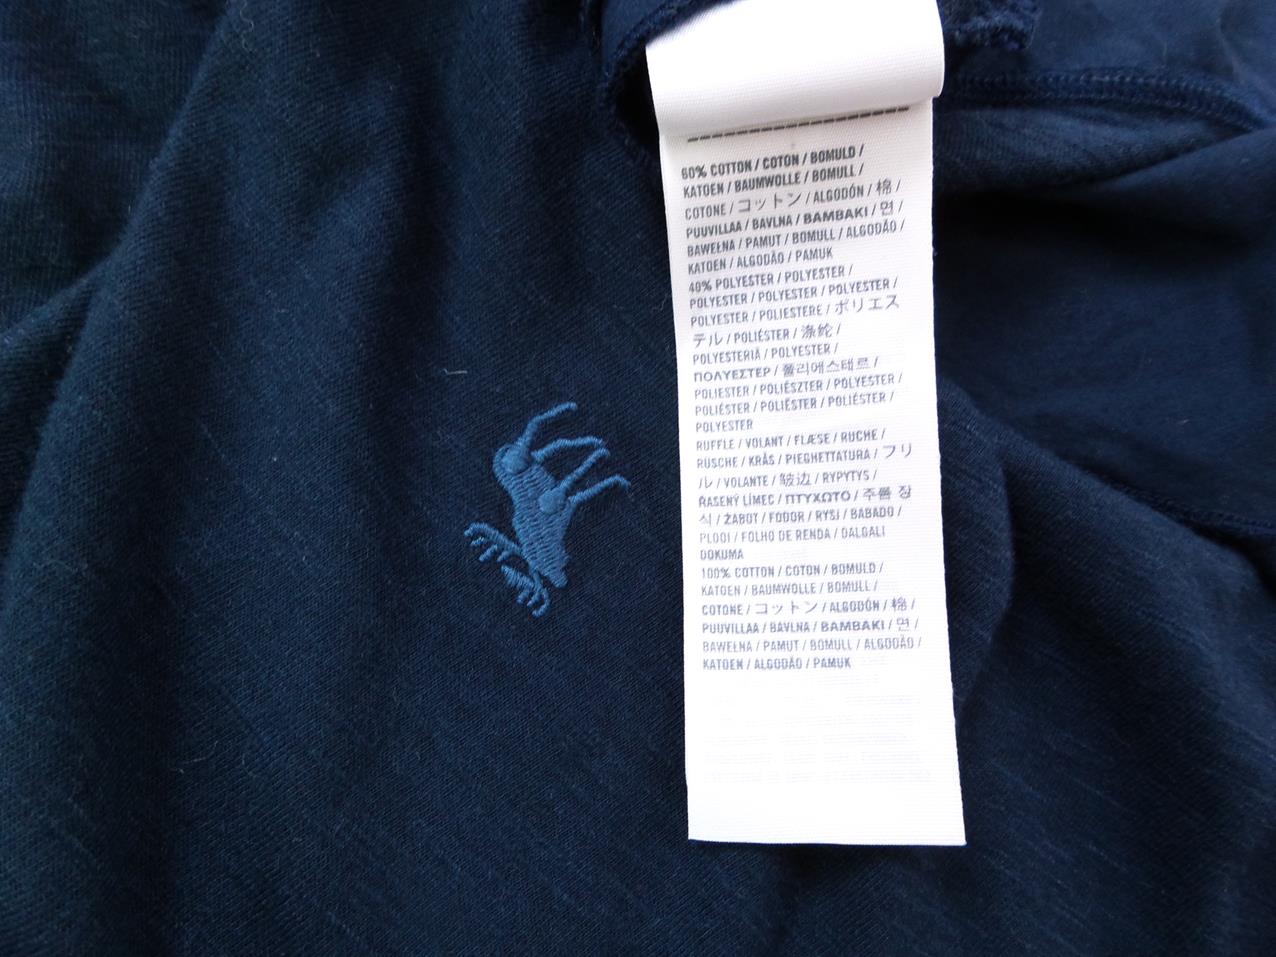 60% COTTON / COTON / BOMULD /
KATOEN / BAUMWOLLE / BOMULL /
COTONE / コットン / ALGODÓN / 棉 /
PUUVILLAA / BAVLNA / BAMBAKI / 면 /
BAWEŁNA / PAMUT / BOMULL / ALGODÃO /
KATOEN / ALGODÃO / PAMUK
40% POLYESTER / POLYESTER /
POLYESTER / POLYESTER / POLYESTER /
POLYESTER / POLIESTERE / ポリエス
テル / POLIÉSTER / 涤纶 /
POLYESTERIÄ / POLYESTER /
ΠΟΛΥΕΣΤΕΡ / 폴리에스테르 /
POLIESTER / POLIÉSZTER / POLYESTER /
POLIÉSTER / POLIÉSTER / POLIÉSTER /
POLYESTER
RUFFLE / VOLANT / FLÆSE / RUCHE /
RÜSCHE / KRÅS / PIEGHETTATURA / フリ
ル / VOLANTE / 皱边 / RYPYTYS /
ŘASENÝ LÍMEC / ΠΤΥΧΩΤΟ / 주름 장
식 / ŻABOT / FODOR / RYSJ / BABADO /
PLOOI / FOLHO DE RENDA / DALGALI
DOKUMA
100% COTTON / COTON / BOMULD /
KATOEN / BAUMWOLLE / BOMULL /
COTONE / コットン / ALGODÓN / 棉 /
PUUVILLAA / BAVLNA / BAMBAKI / 면 /
BAWEŁNA / PAMUT / BOMULL / ALGODÃO /
KATOEN / ALGODÃO / PAMUK